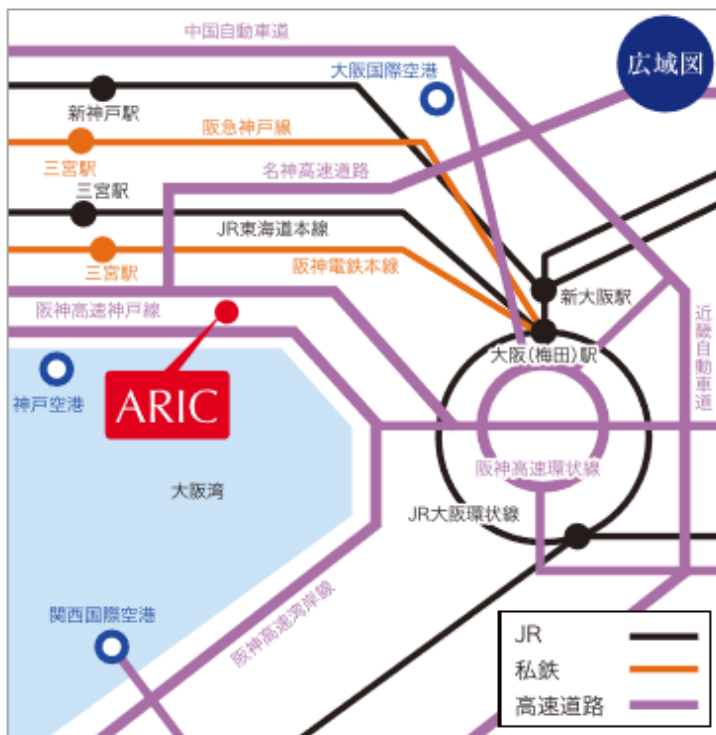 中国自動車道
広域図
大阪国際空港
新神戸駅
阪急神戸線
三宮駅
名神高速道路
三宮駅
JR東海道本線
三宮駅
阪神電鉄本線
新大阪駅
阪神高速神戸線
近畿自動車道
大阪(梅田)駅
神戸空港
ARIC
阪神高速環状線
大阪湾
JR大阪環状線
阪神高速湾岸線
関西国際空港
JR
私鉄
高速道路